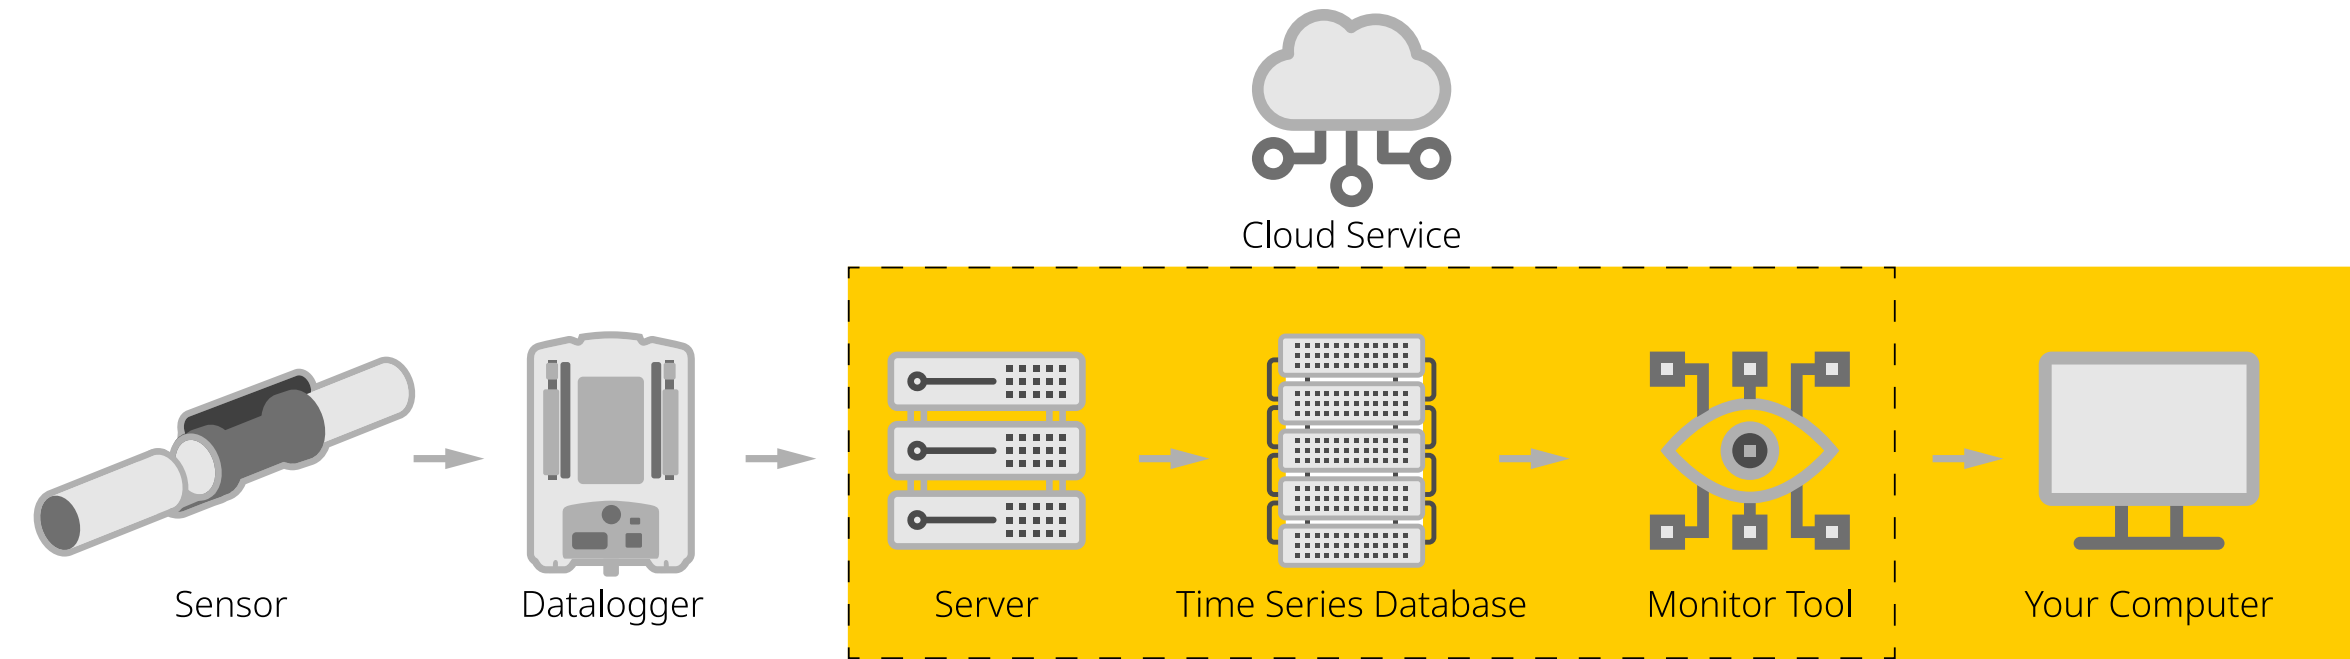 Cloud Service
Sensor
Datalogger
Server
Time Series Database
Monitor Tool
Your Computer